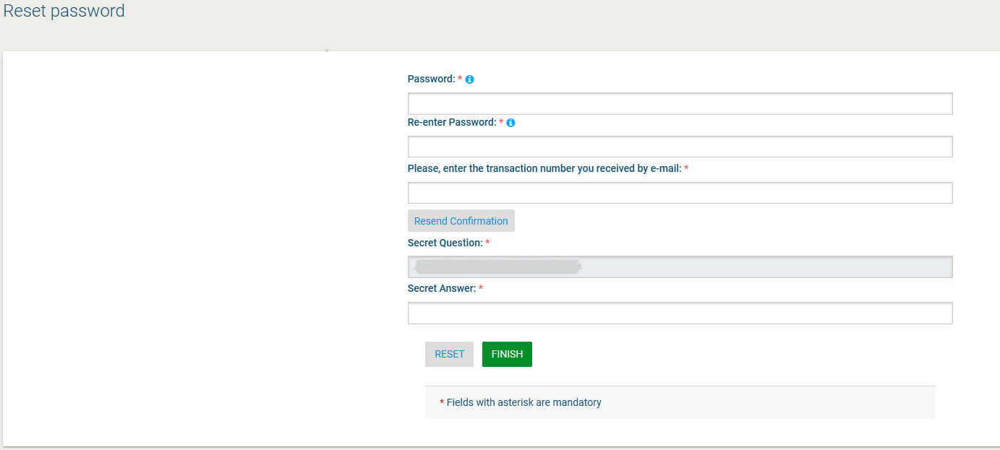 Reset password
Password: *
Re-enter Password: *
Please, enter the transaction number you received by e-mail: *
Resend Confirmation
Secret Question: *
Secret Answer: *
RESET FINISH
* Fields with asterisk are mandatory